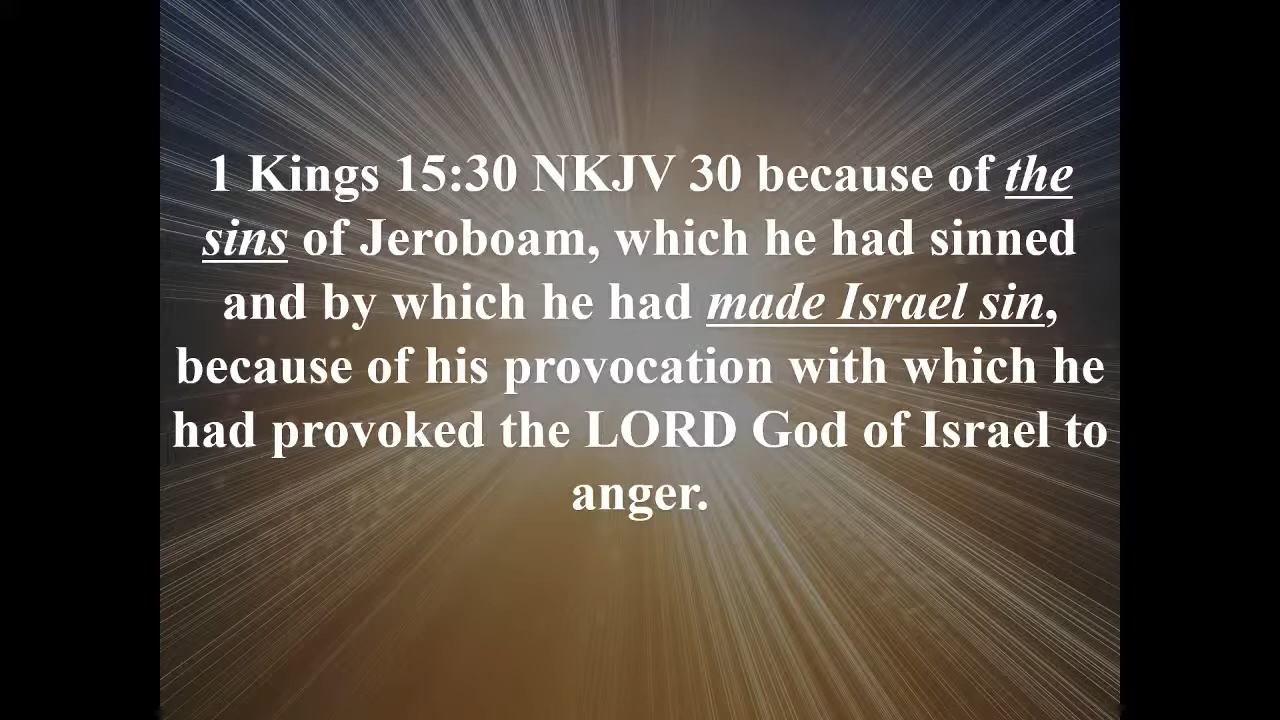 1 Kings 15:30 NKJV 30 because of the
sins of Jeroboam, which he had sinned
and by which he had made Israel sin,
because of his provocation with which he
had provoked the LORD God of Israel to
anger.